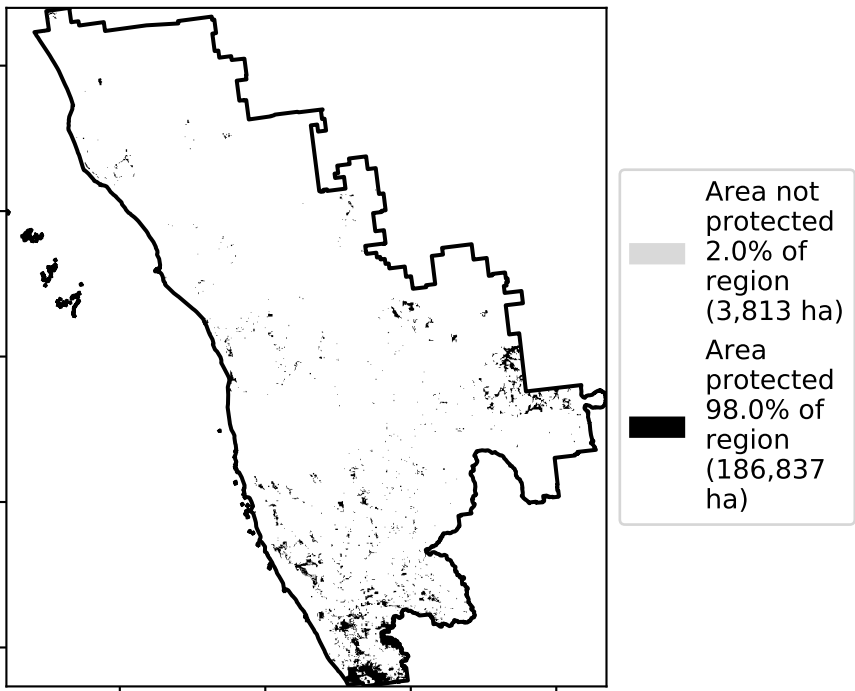 Area not
protected
2.0% of
region
(3,813 ha)
Area
protected
98.0% of
region
(186,837
ha)